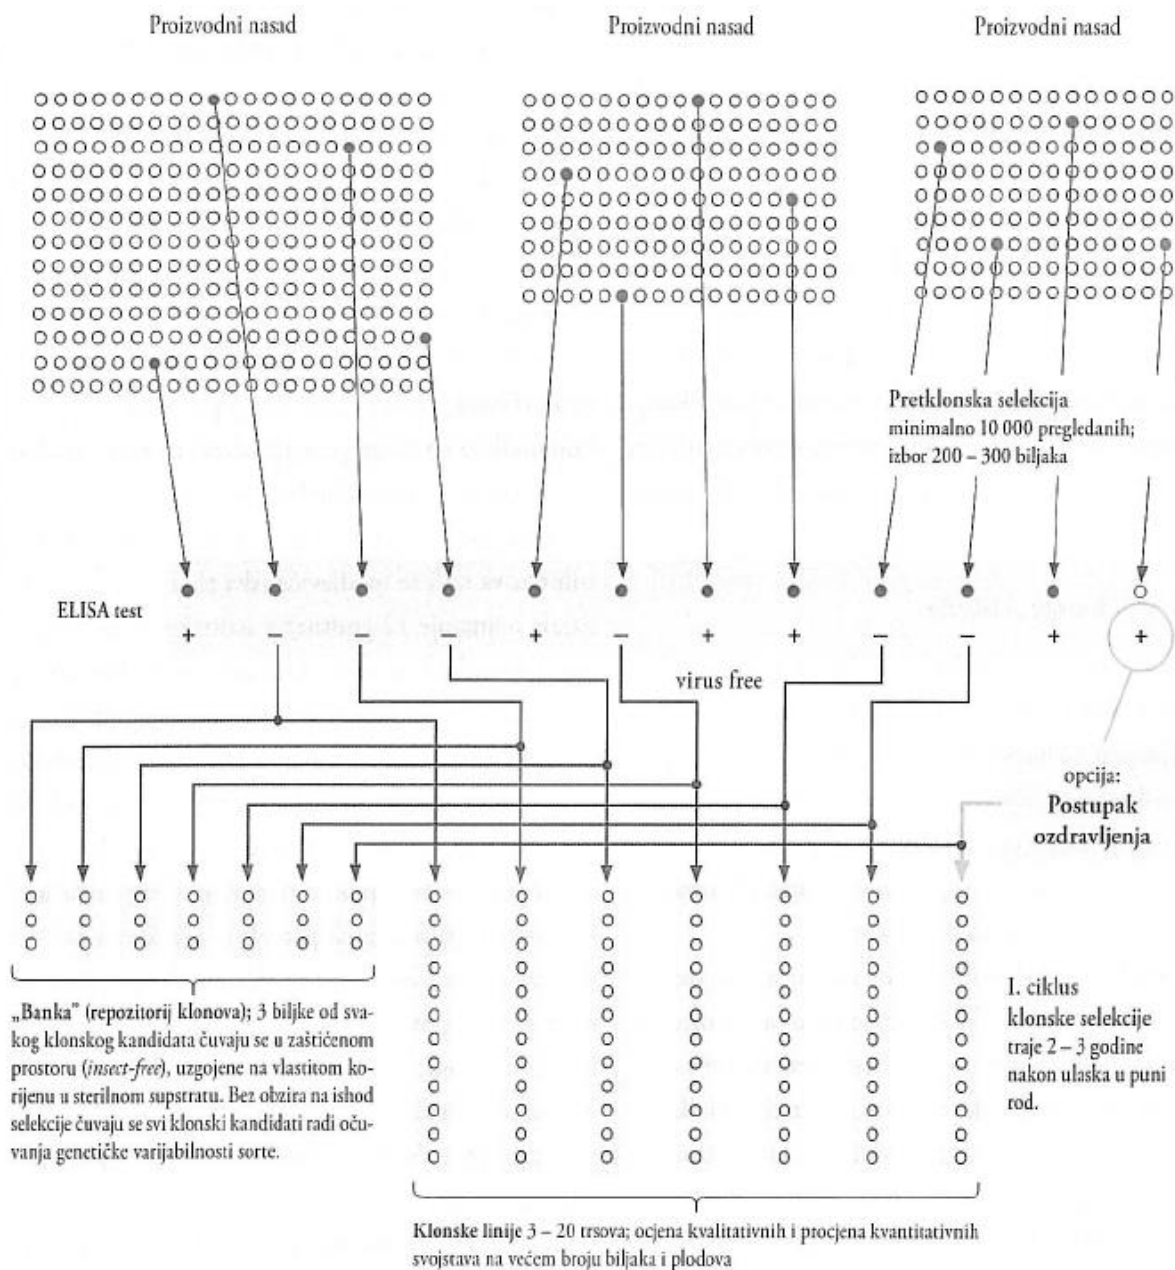 Proizvodni nasad
Proizvodni nasad
Proizvodni nasad
Pretklonska selekcija
minimalno 10 000 pregledanih;
izbor 200 – 300 biljaka
ELISA test
+ – – – + – + + – – + +
virus free
opcija:
Postupak
ozdravljenja
I. ciklus
klonske selekcije
traje 2 – 3 godine
nakon ulaska u puni
rod.
„Banka” (repozitorij klonova); 3 biljke od sva-
kog klonskog kandidata čuvaju se u zaštićenom
prostoru (insect-free), uzgojene na vlastitom ko-
rijenu u sterilnom supstratu. Bez obzira na ishod
selekcije čuvaju se svi klonski kandidati radi oču-
vanja genetičke varijabilnosti sorte.
Klonske linije 3 – 20 trsova; ocjena kvalitativnih i procjena kvantitativnih
svojstava na većem broju biljaka i plodova